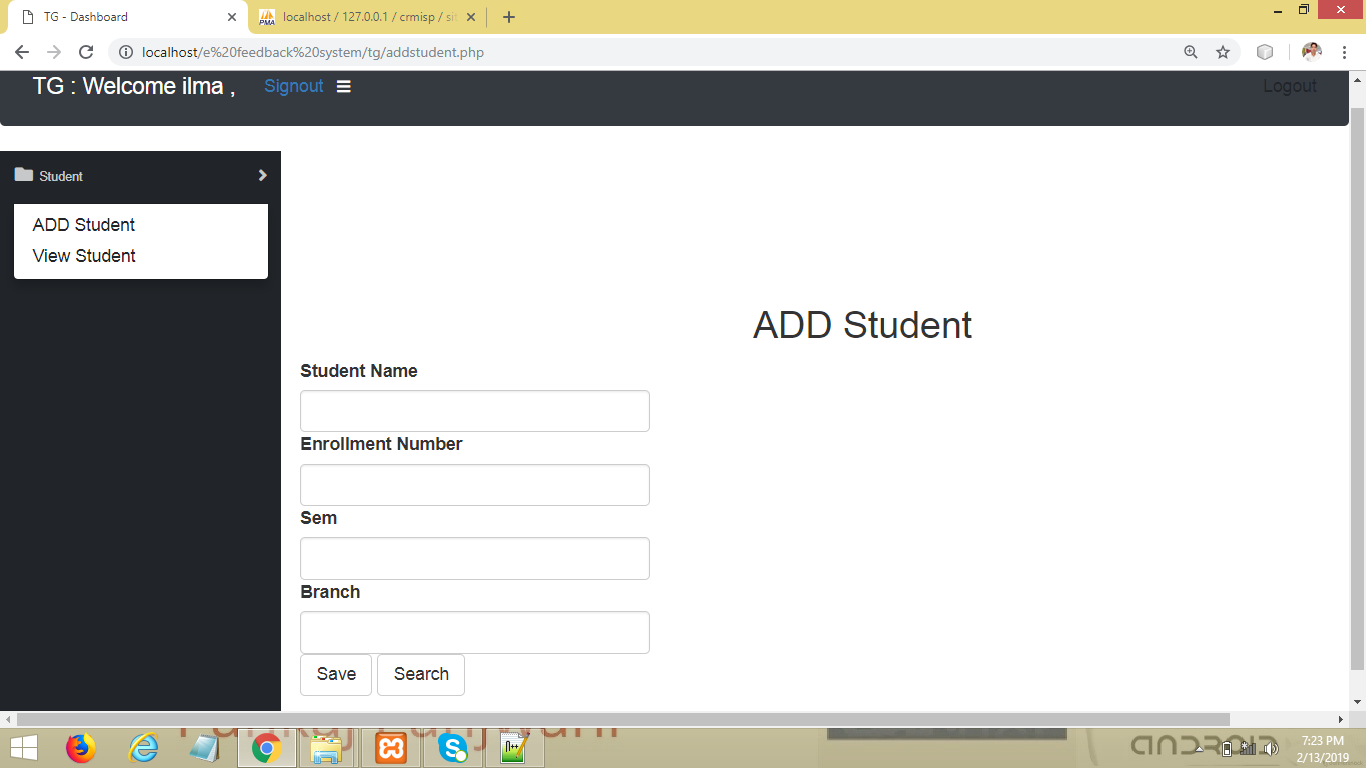 TG - Dashboard
localhost / 127.0.0.1 / crmisp / sit
localhost/e%20feedback%20system/tg/addstudent.php
TG : Welcome ilma ,
Signout
Logout
Student
ADD Student
View Student
ADD Student
Student Name
Enrollment Number
Sem
Branch
Save
Search
7:23 PM
2/13/2019